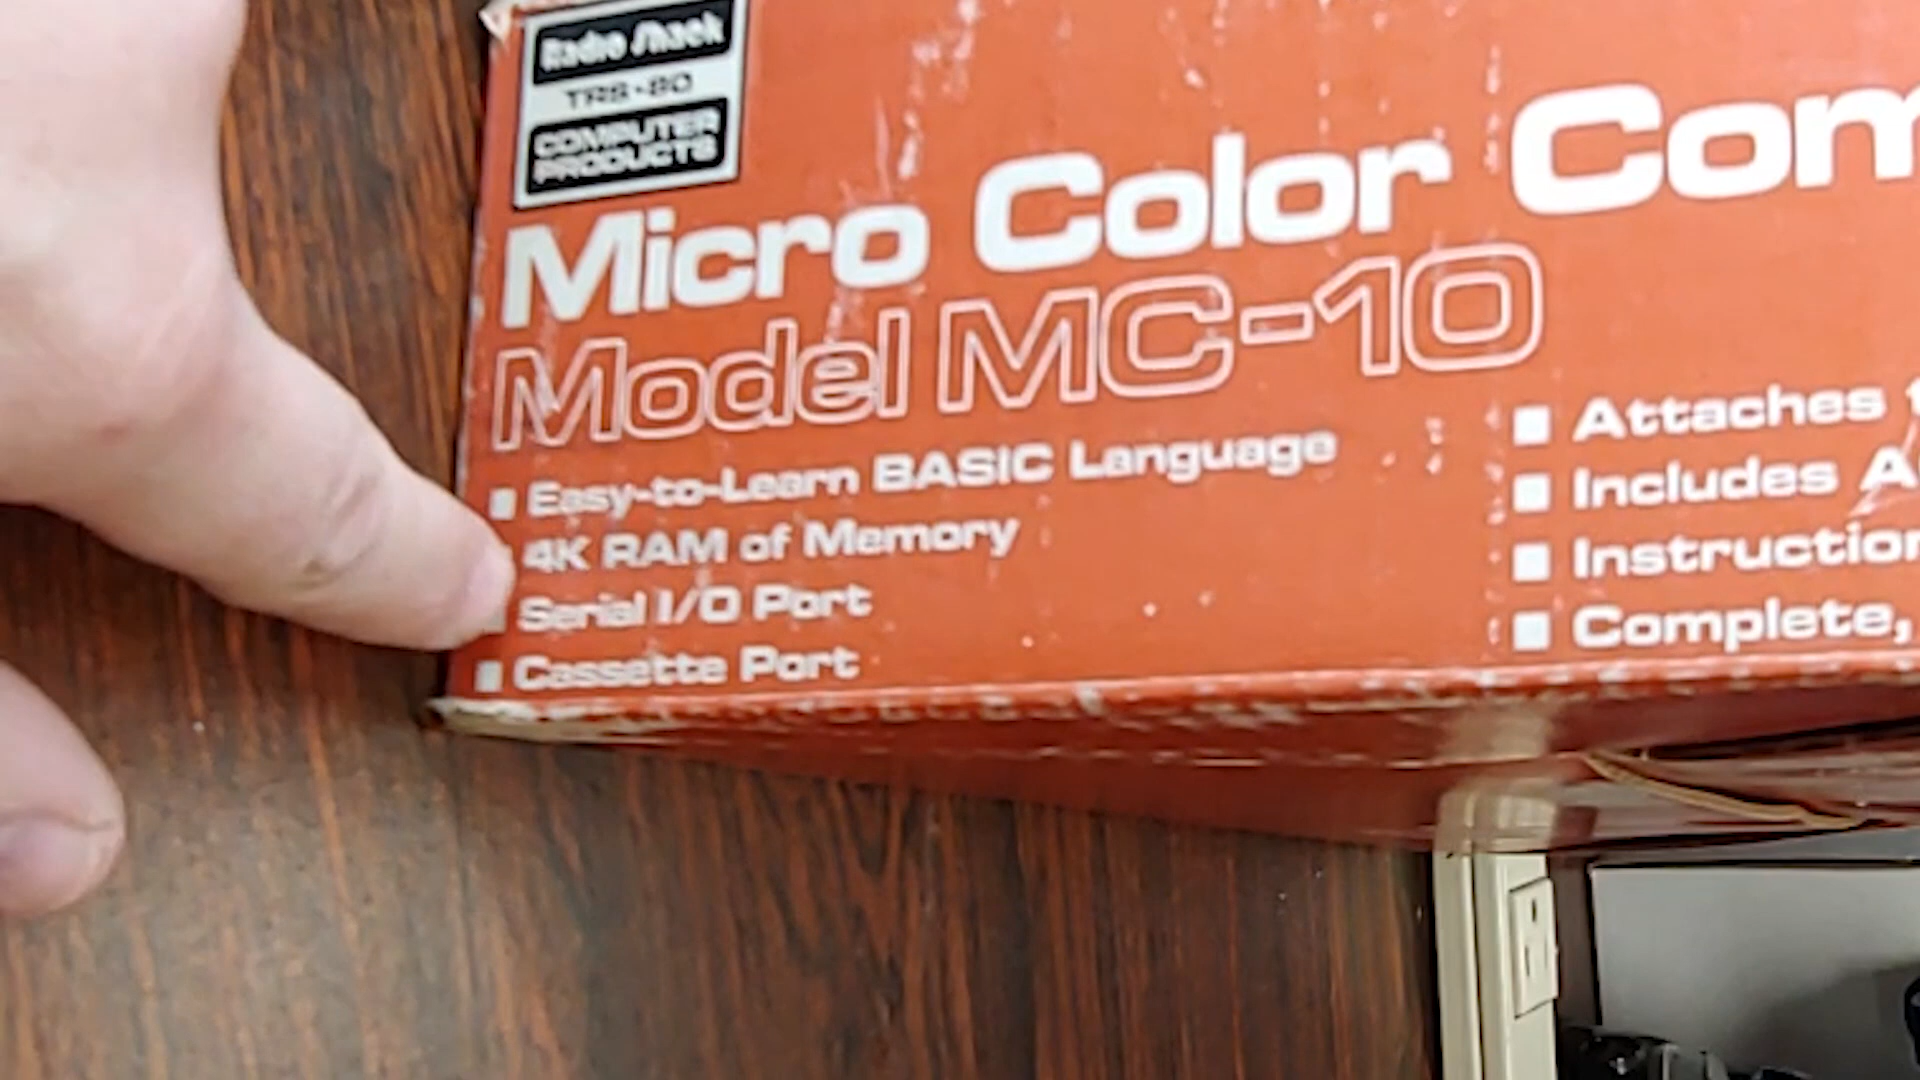 Radio Shack
TRS-80
COMPUTER
PRODUCTS
Micro Color Com
Model MC-10
Easy-to-Learn BASIC Language
4K RAM of Memory
Serial I/O Port
Cassette Port
Attaches
Includes A
Instruction
Complete,